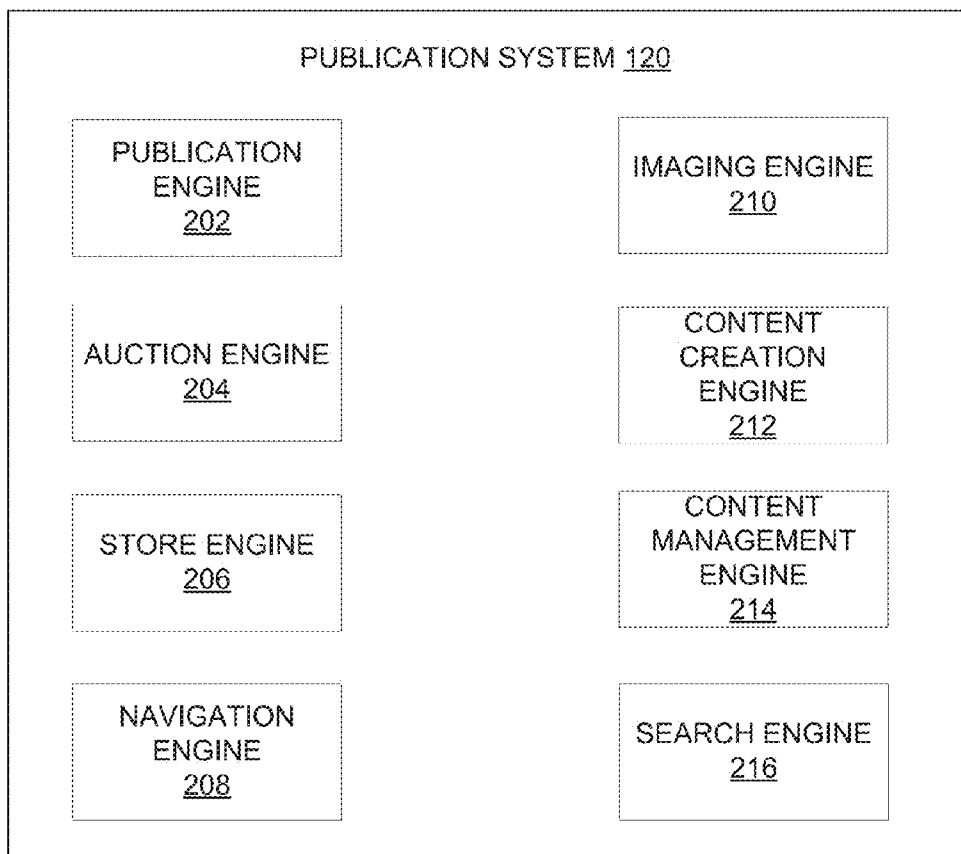 PUBLICATION SYSTEM 120
PUBLICATION
ENGINE
202
AUCTION ENGINE
204
STORE ENGINE
206
NAVIGATION
ENGINE
208
IMAGING ENGINE
210
CONTENT
CREATION
ENGINE
212
CONTENT
MANAGEMENT
ENGINE
214
SEARCH ENGINE
216